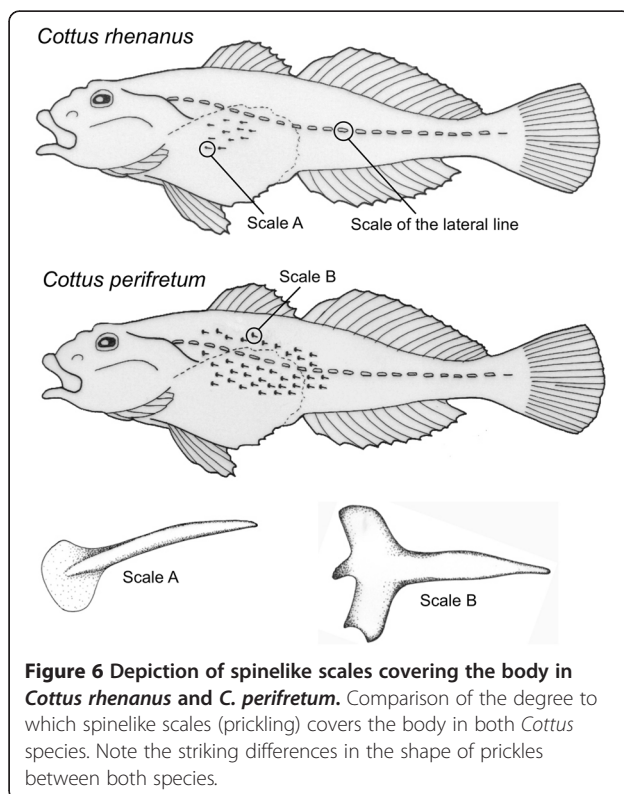 Cottus rhenanus
Scale A
Scale of the lateral line
Cottus perifretum
Scale B
Scale A
Scale B
Figure 6 Depiction of spinelike scales covering the body in
Cottus rhenanus and C. perifretum. Comparison of the degree to
which spinelike scales (prickling) covers the body in both Cottus
species. Note the striking differences in the shape of prickles
between both species.